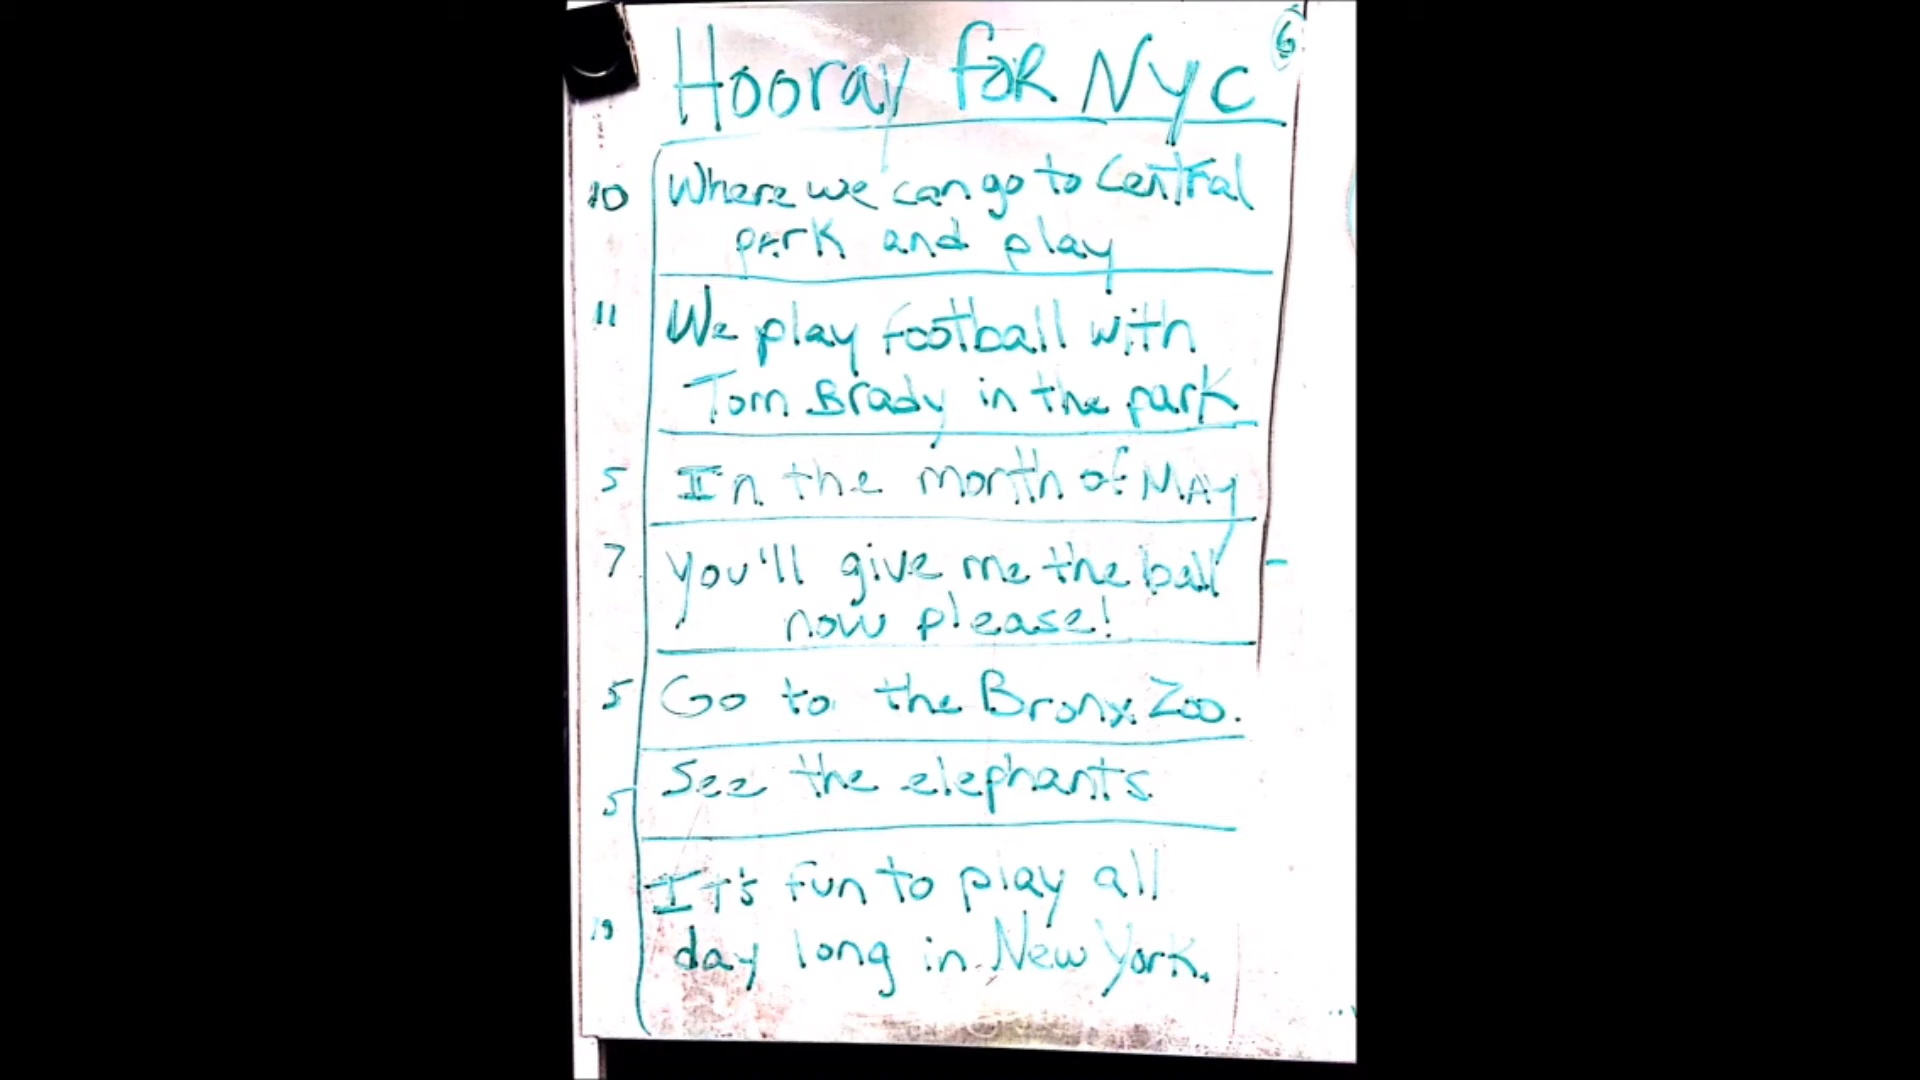 Hooray foR NYC 6
10 Where we can go to Central
park and play
11 We play football with
Tom Brady in the park
5 In the month of MAY
7 you'll give me the ball
now please!
5 Go to the Bronx Zoo.
5 See the elephants
It's fun to play all
day long in New York.